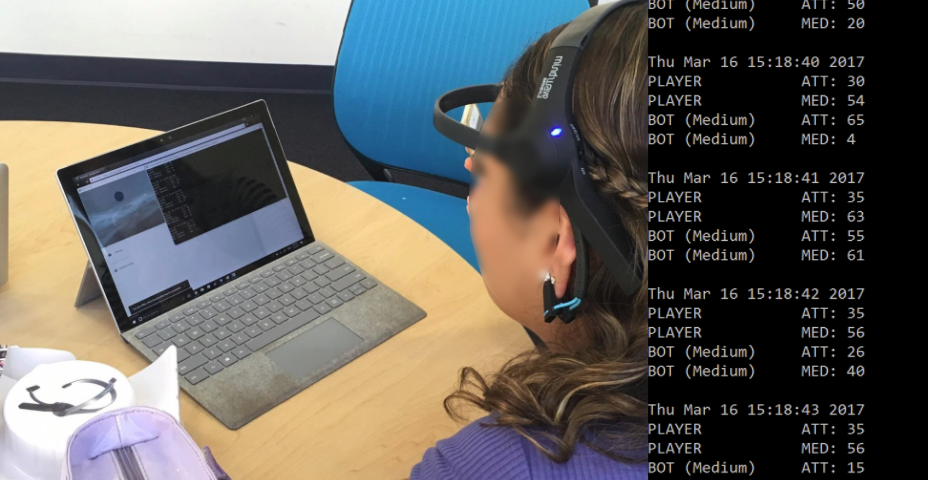 mindwave
BOT (Medium) ATT: 50
BOT (Medium) MED: 20
Thu Mar 16 15:18:40 2017
PLAYER ATT: 30
PLAYER MED: 54
BOT (Medium) ATT: 65
BOT (Medium) MED: 4
Thu Mar 16 15:18:41 2017
PLAYER ATT: 35
PLAYER MED: 63
BOT (Medium) ATT: 55
BOT (Medium) MED: 61
Thu Mar 16 15:18:42 2017
PLAYER ATT: 35
PLAYER MED: 56
BOT (Medium) ATT: 26
BOT (Medium) MED: 40
Thu Mar 16 15:18:43 2017
PLAYER ATT: 35
PLAYER MED: 56
BOT (Medium) ATT: 15